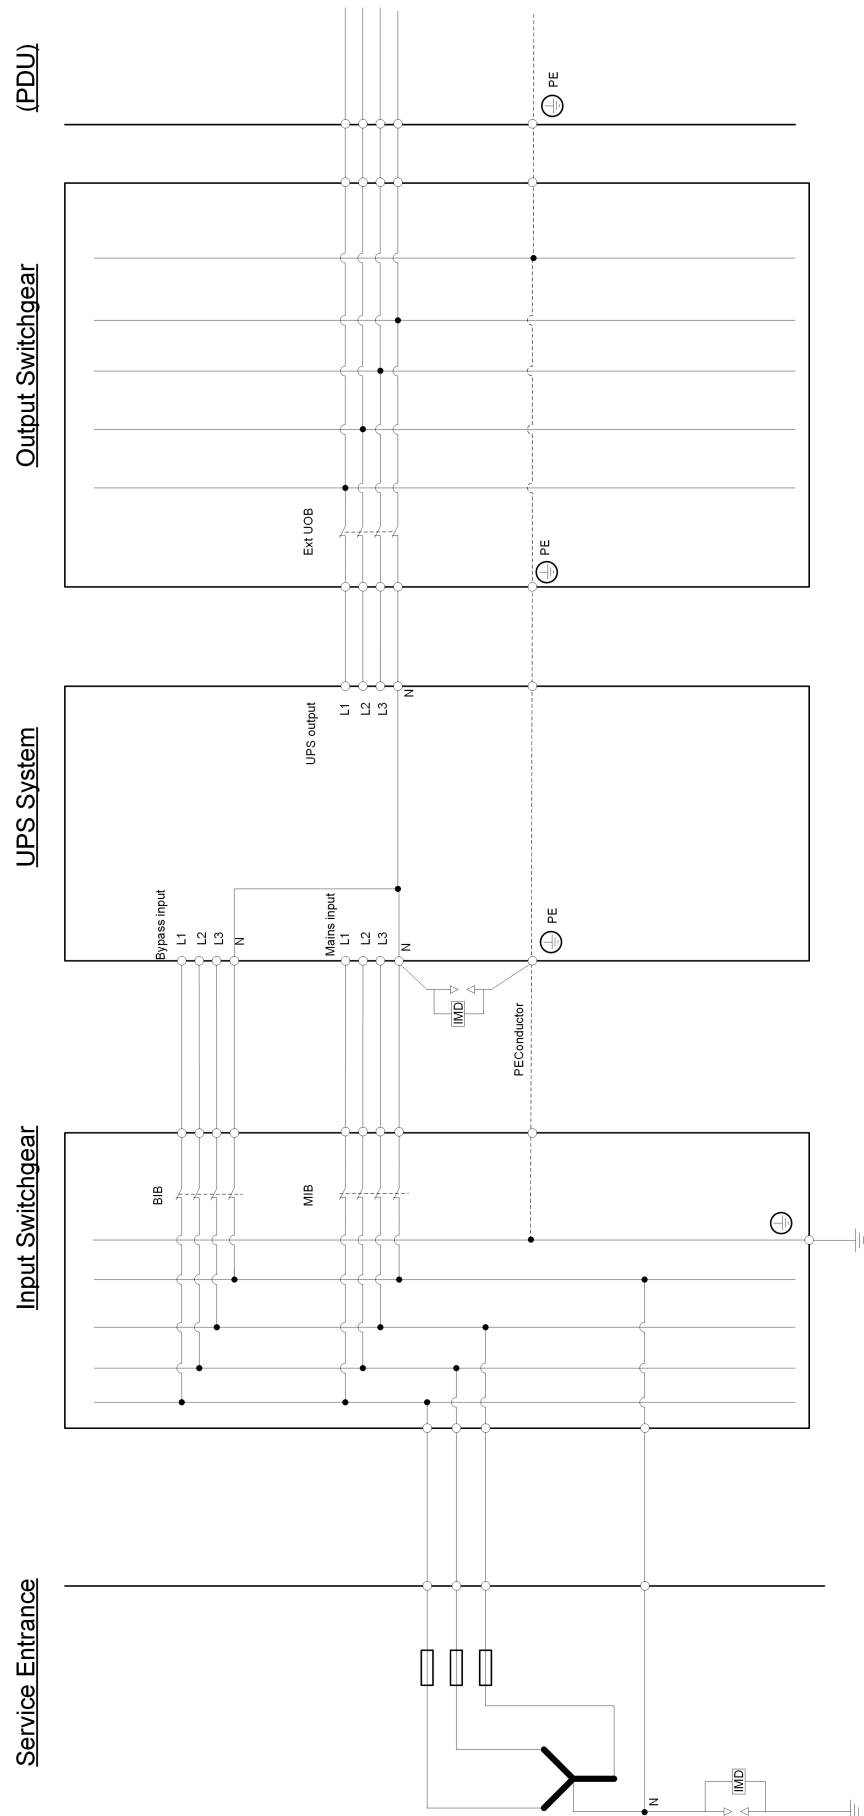 Service Entrance
Input Switchgear
UPS System
Output Switchgear
(PDU)
N
IMD
BIB
MIB
PEConductor
IMD
Bypass input
L1
L2
L3
N
Mains input
L1
L2
L3
N
PE
UPS output
L1
L2
L3
N
Ext UOB
PE
PE